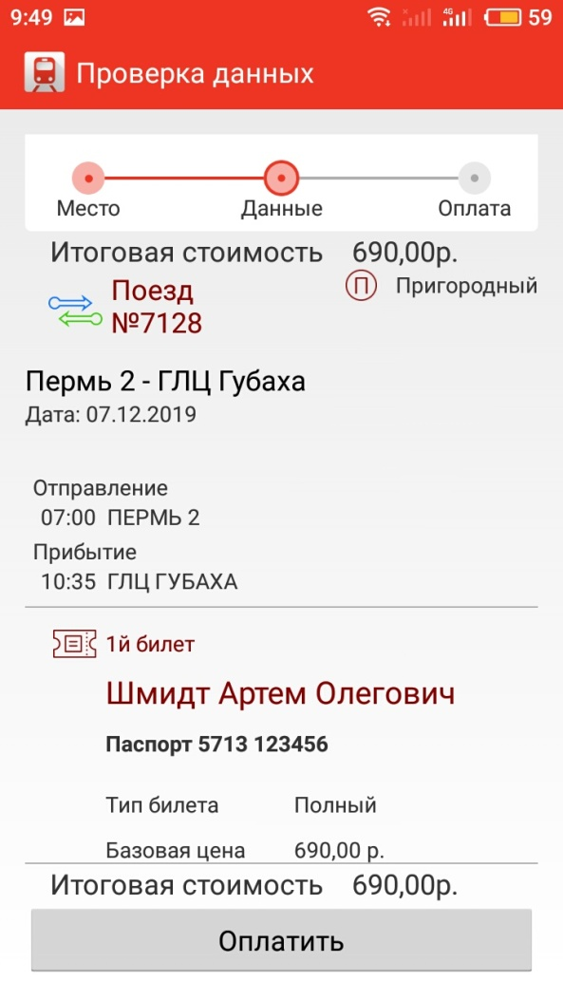 9:49 4G 59
Проверка данных
Место Данные Оплата
Итоговая стоимость 690,00р.
Поезд
№7128
П Пригородный
Пермь 2 - ГЛЦ Губаха
Дата: 07.12.2019
Отправление
07:00 ПЕРМЬ 2
Прибытие
10:35 ГЛЦ ГУБАХА
1й билет
Шмидт Артем Олегович
Паспорт 5713 123456
Тип билета Полный
Базовая цена 690,00 р.
Итоговая стоимость 690,00р.
Оплатить